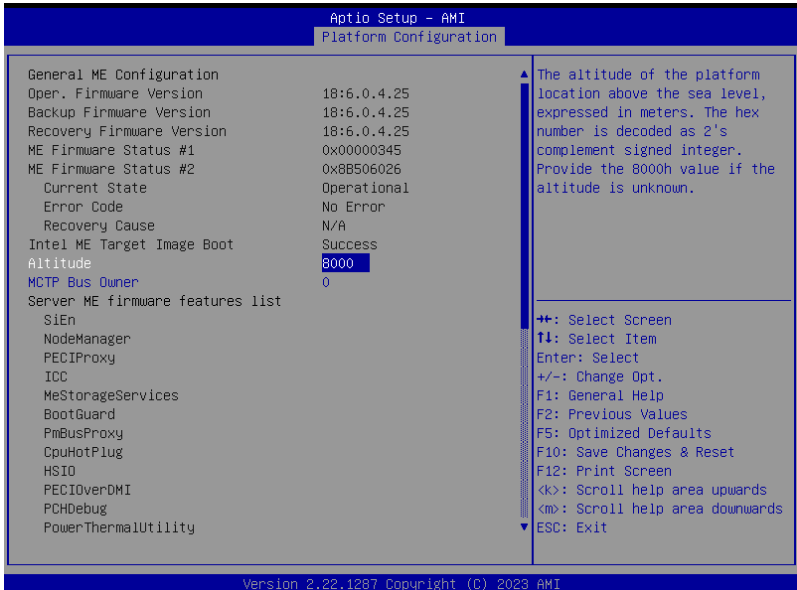 Aptio Setup – AMI
Platform Configuration
General ME Configuration
Oper. Firmware Version 18:6.0.4.25
Backup Firmware Version 18:6.0.4.25
Recovery Firmware Version 18:6.0.4.25
ME Firmware Status #1 0x00000345
ME Firmware Status #2 0x8B506026
Current State Operational
Error Code No Error
Recovery Cause N/A
Intel ME Target Image Boot Success
Altitude 8000
MCTP Bus Owner 0
Server ME firmware features list
SiEn
NodeManager
PECIProxy
ICC
MeStorageServices
BootGuard
PmBusProxy
CpuHotPlug
HSIO
PECIOverDMI
PCHDebug
PowerThermalUtility
The altitude of the platform
location above the sea level,
expressed in meters. The hex
number is decoded as 2's
complement signed integer.
Provide the 8000h value if the
altitude is unknown.
→←: Select Screen
↑↓: Select Item
Enter: Select
+/-: Change Opt.
F1: General Help
F2: Previous Values
F5: Optimized Defaults
F10: Save Changes & Reset
F12: Print Screen
<k>: Scroll help area upwards
<m>: Scroll help area downwards
ESC: Exit
Version 2.22.1287 Copyright (C) 2023 AMI